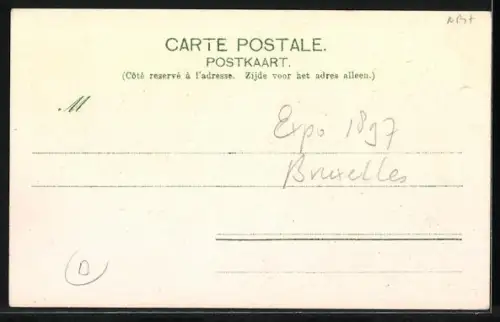 CARTE POSTALE.
POSTKAART.
(Côté reservé à l'adresse. Zijde voor het adres alleen.)
M
Expo 1897
Bruxelles
D